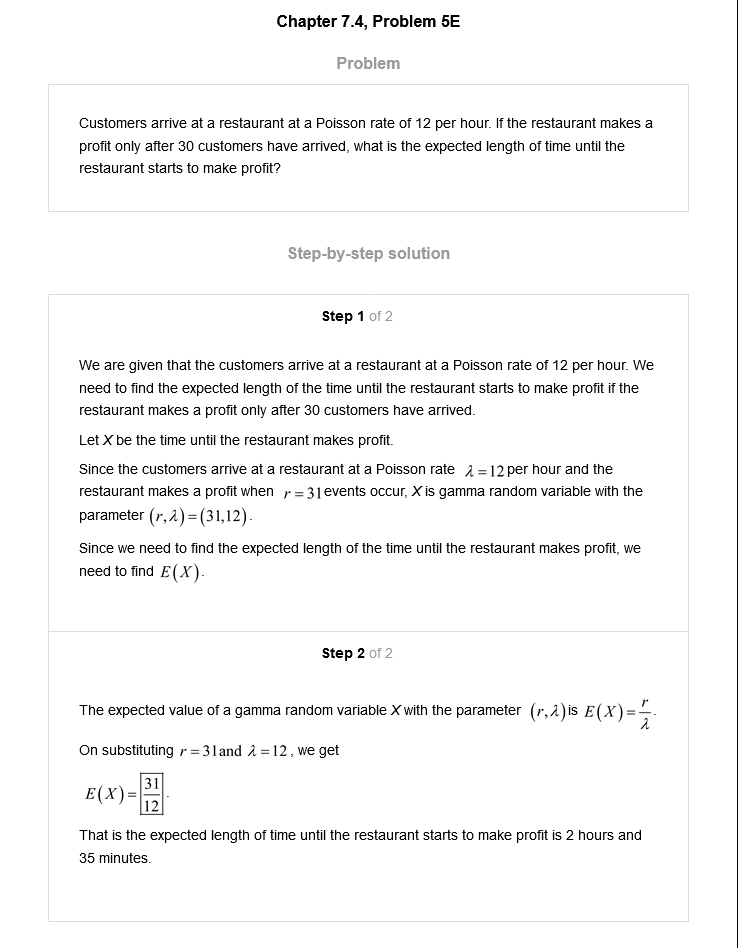 Chapter 7.4, Problem 5E
Problem
Customers arrive at a restaurant at a Poisson rate of 12 per hour. If the restaurant makes a
profit only after 30 customers have arrived, what is the expected length of time until the
restaurant starts to make profit?
Step-by-step solution
Step 1 of 2
We are given that the customers arrive at a restaurant at a Poisson rate of 12 per hour. We
need to find the expected length of the time until the restaurant starts to make profit if the
restaurant makes a profit only after 30 customers have arrived.
Let X be the time until the restaurant makes profit.
Since the customers arrive at a restaurant at a Poisson rate λ = 12 per hour and the
restaurant makes a profit when r = 31 events occur, X is gamma random variable with the
parameter (r, λ) = (31,12).
Since we need to find the expected length of the time until the restaurant makes profit, we
need to find E(X).
Step 2 of 2
The expected value of a gamma random variable X with the parameter (r, λ) is E(X) = r/λ.
On substituting r = 31 and λ = 12, we get
E(X) = 31/12.
That is the expected length of time until the restaurant starts to make profit is 2 hours and
35 minutes.